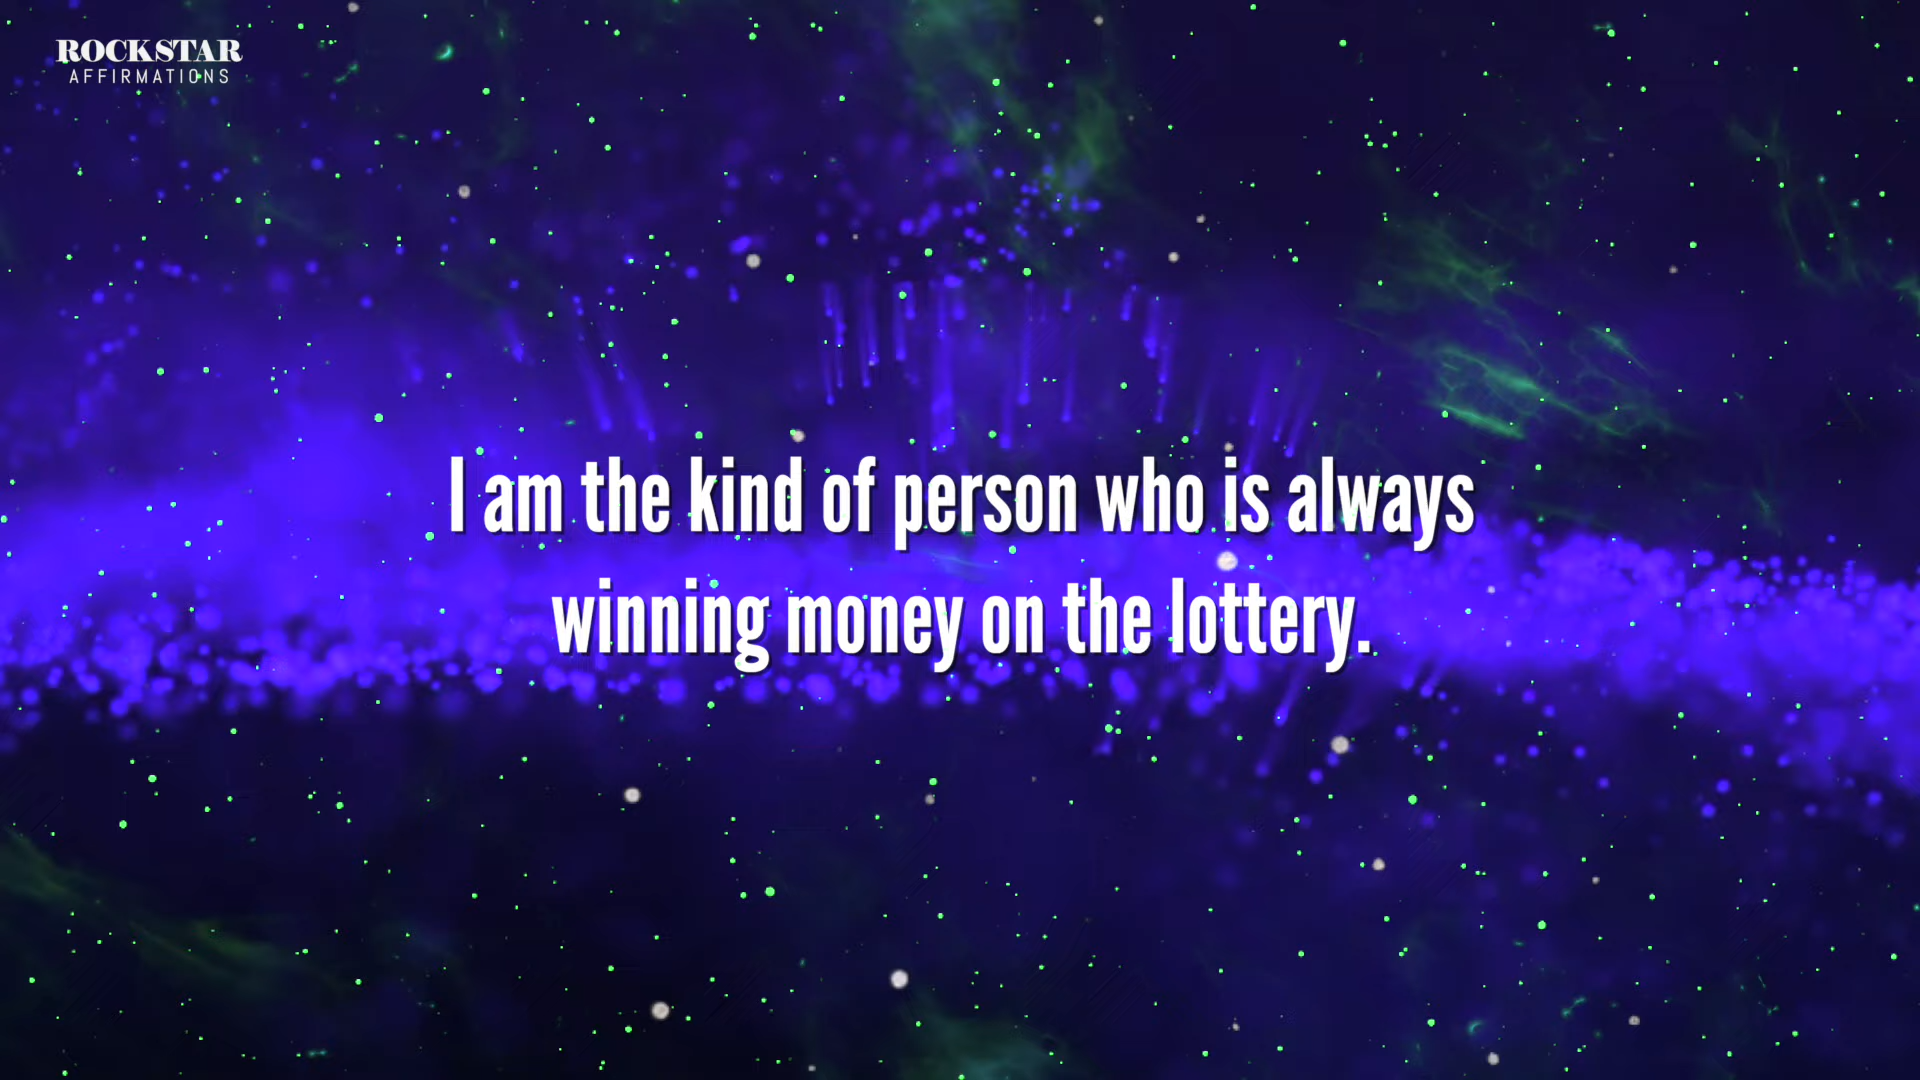 ROCKSTAR
AFFIRMATIONS
I am the kind of person who is always
winning money on the lottery.